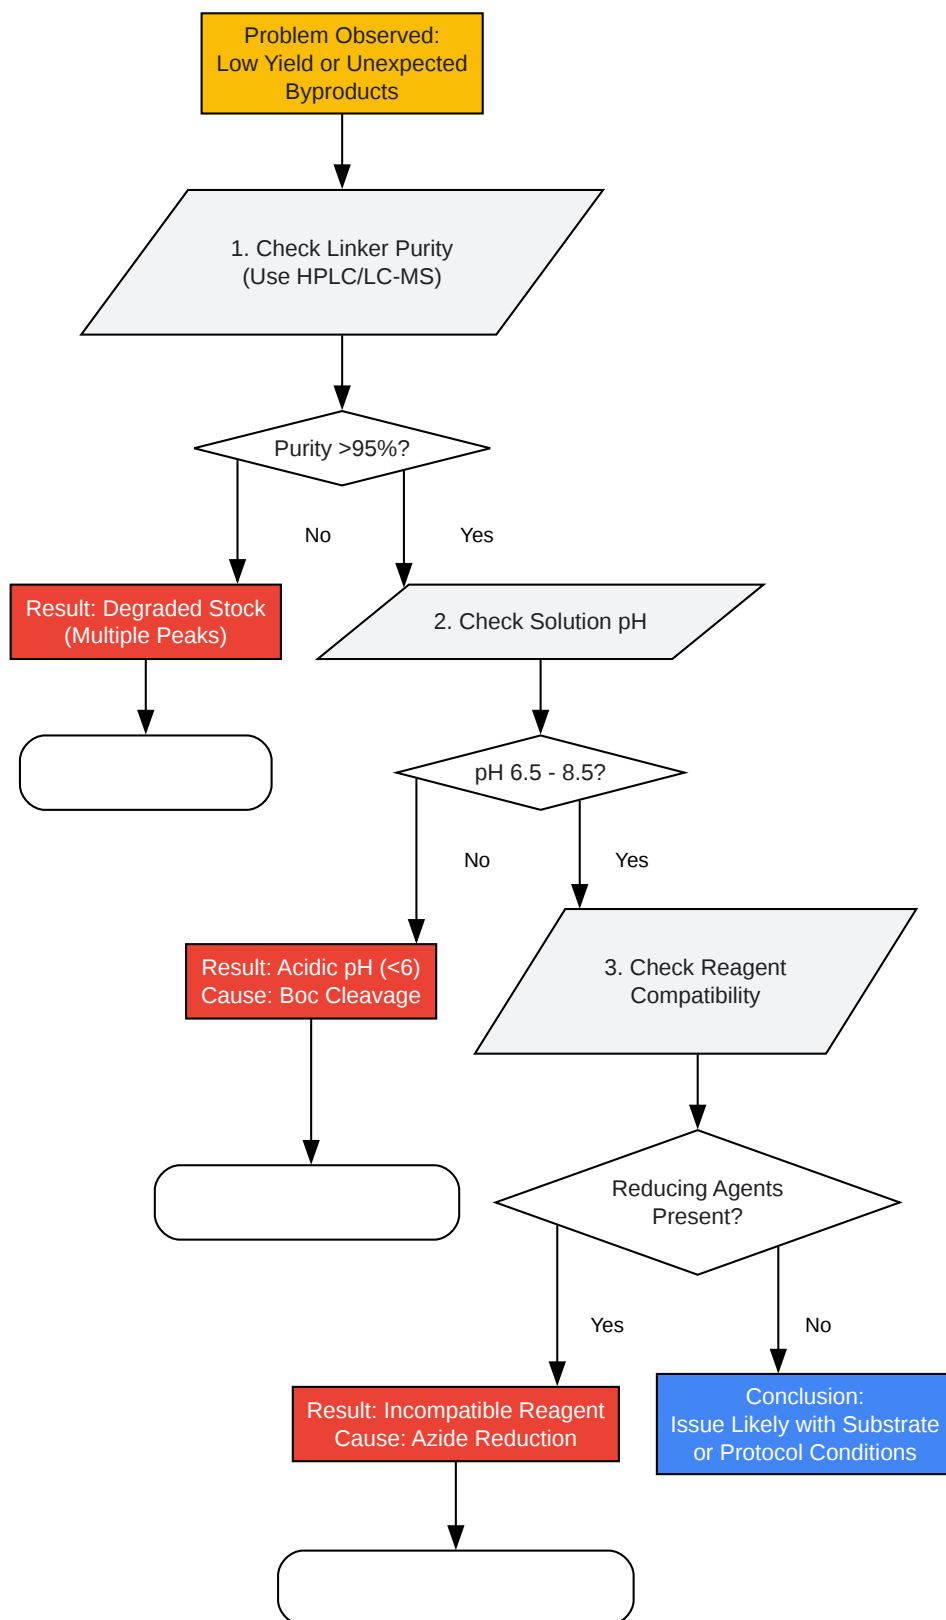 Problem Observed:
Low Yield or Unexpected
Byproducts
1. Check Linker Purity
(Use HPLC/LC-MS)
Purity >95%?
No
Yes
Result: Degraded Stock
(Multiple Peaks)
2. Check Solution pH
pH 6.5 - 8.5?
No
Yes
Result: Acidic pH (<6)
Cause: Boc Cleavage
3. Check Reagent
Compatibility
Reducing Agents
Present?
Yes
No
Result: Incompatible Reagent
Cause: Azide Reduction
Conclusion:
Issue Likely with Substrate
or Protocol Conditions